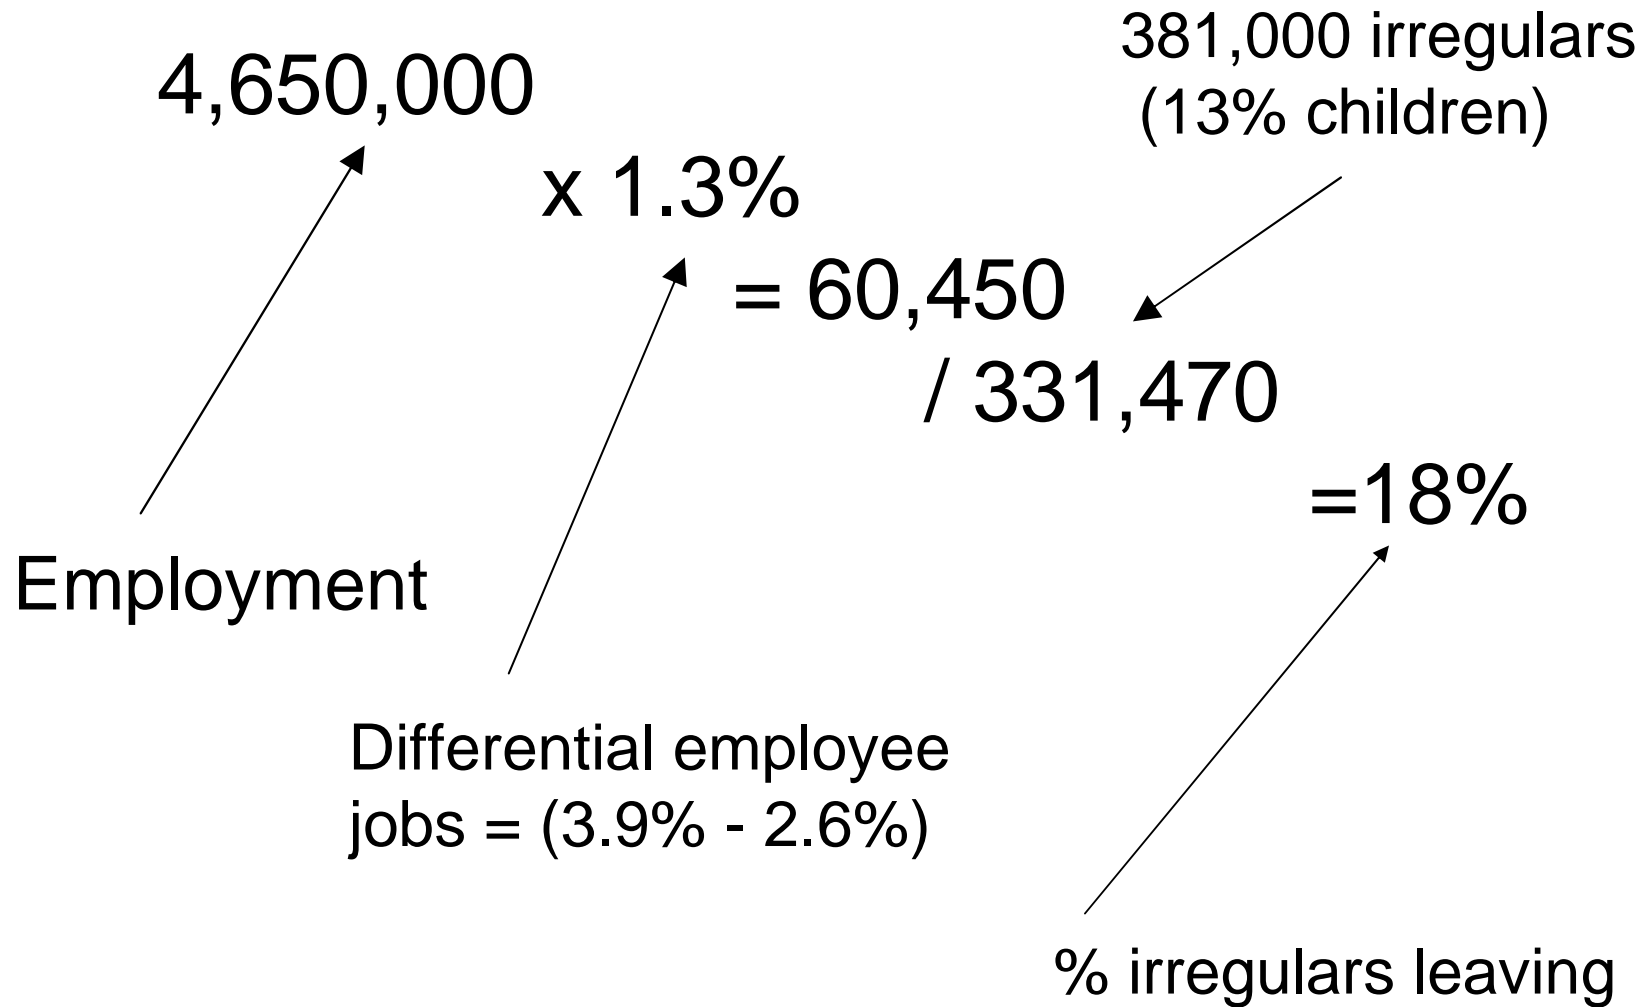 381,000 irregulars
(13% children)
4,650,000
x 1.3%
= 60,450
/ 331,470
=18%
Employment
Differential employee
jobs = (3.9% - 2.6%)
% irregulars leaving